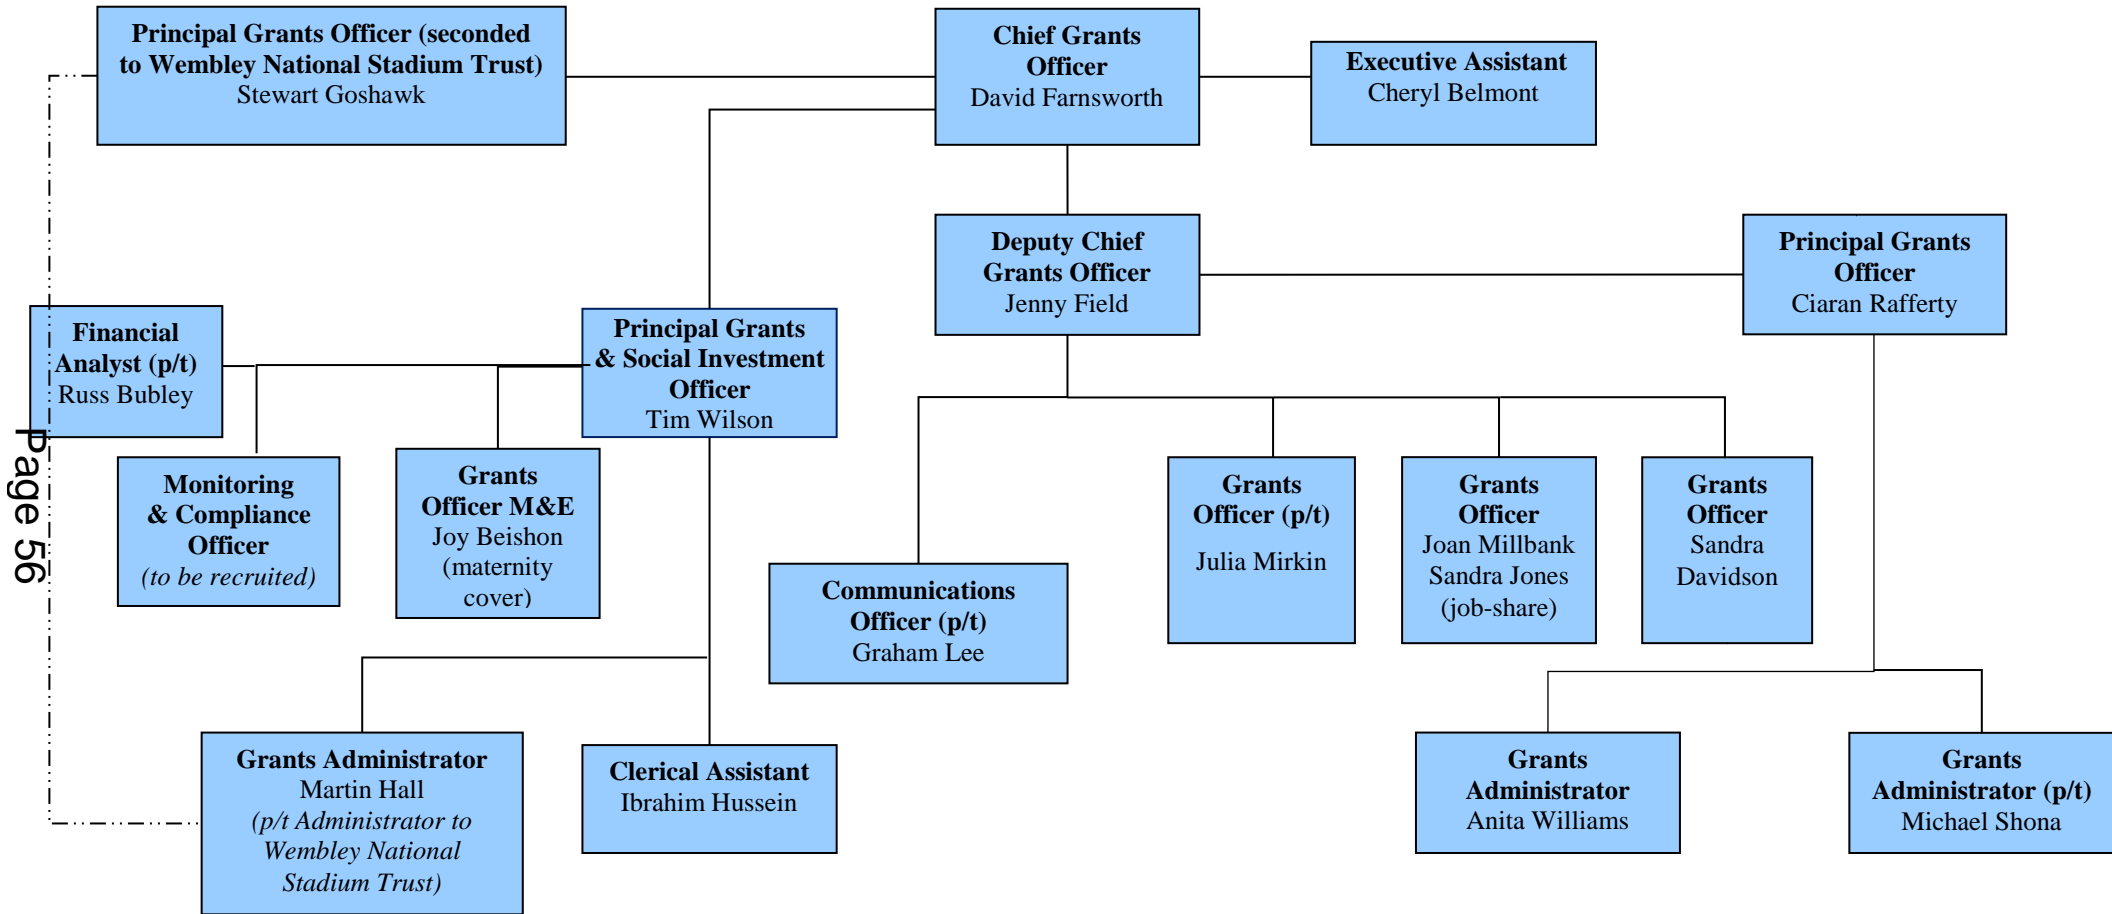 Principal Grants Officer (seconded
to Wembley National Stadium Trust)
Stewart Goshawk
Chief Grants
Officer
David Farnsworth
Executive Assistant
Cheryl Belmont
Deputy Chief
Grants Officer
Jenny Field
Principal Grants
Officer
Ciaran Rafferty
Financial
Analyst (p/t)
Russ Bubley
Principal Grants
& Social Investment
Officer
Tim Wilson
Monitoring
& Compliance
Officer
(to be recruited)
Grants
Officer M&E
Joy Beishon
(maternity
cover)
Communications
Officer (p/t)
Graham Lee
Grants
Officer (p/t)
Julia Mirkin
Grants
Officer
Joan Millbank
Sandra Jones
(job-share)
Grants
Officer
Sandra
Davidson
Grants Administrator
Martin Hall
(p/t Administrator to
Wembley National
Stadium Trust)
Clerical Assistant
Ibrahim Hussein
Grants
Administrator
Anita Williams
Grants
Administrator (p/t)
Michael Shona
Page 56